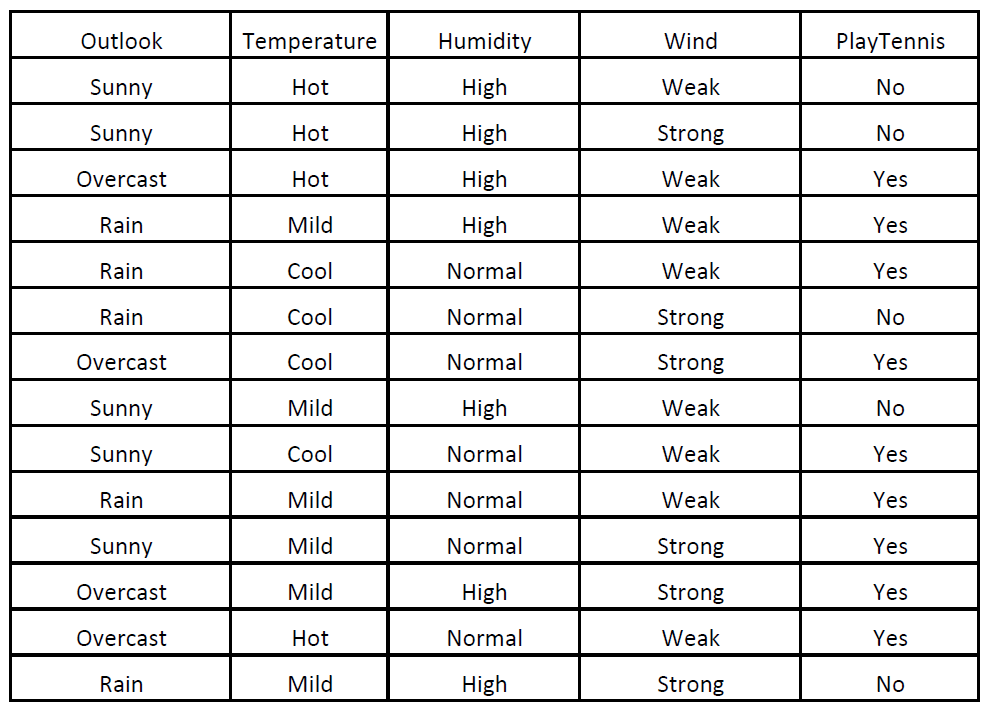 Outlook Temperature Humidity Wind PlayTennis
Sunny Hot High Weak No
Sunny Hot High Strong No
Overcast Hot High Weak Yes
Rain Mild High Weak Yes
Rain Cool Normal Weak Yes
Rain Cool Normal Strong No
Overcast Cool Normal Strong Yes
Sunny Mild High Weak No
Sunny Cool Normal Weak Yes
Rain Mild Normal Weak Yes
Sunny Mild Normal Strong Yes
Overcast Mild High Strong Yes
Overcast Hot Normal Weak Yes
Rain Mild High Strong No